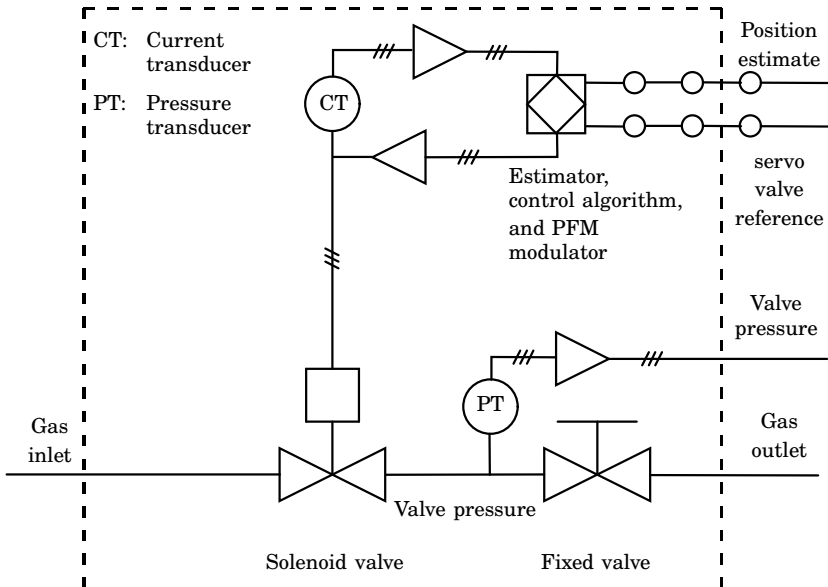 CT: Current
transducer
PT: Pressure
transducer
CT
Position
estimate
Estimator,
control algorithm,
and PFM
modulator
servo
valve
reference
Valve
pressure
PT
Gas
inlet
Gas
outlet
Valve pressure
Solenoid valve
Fixed valve